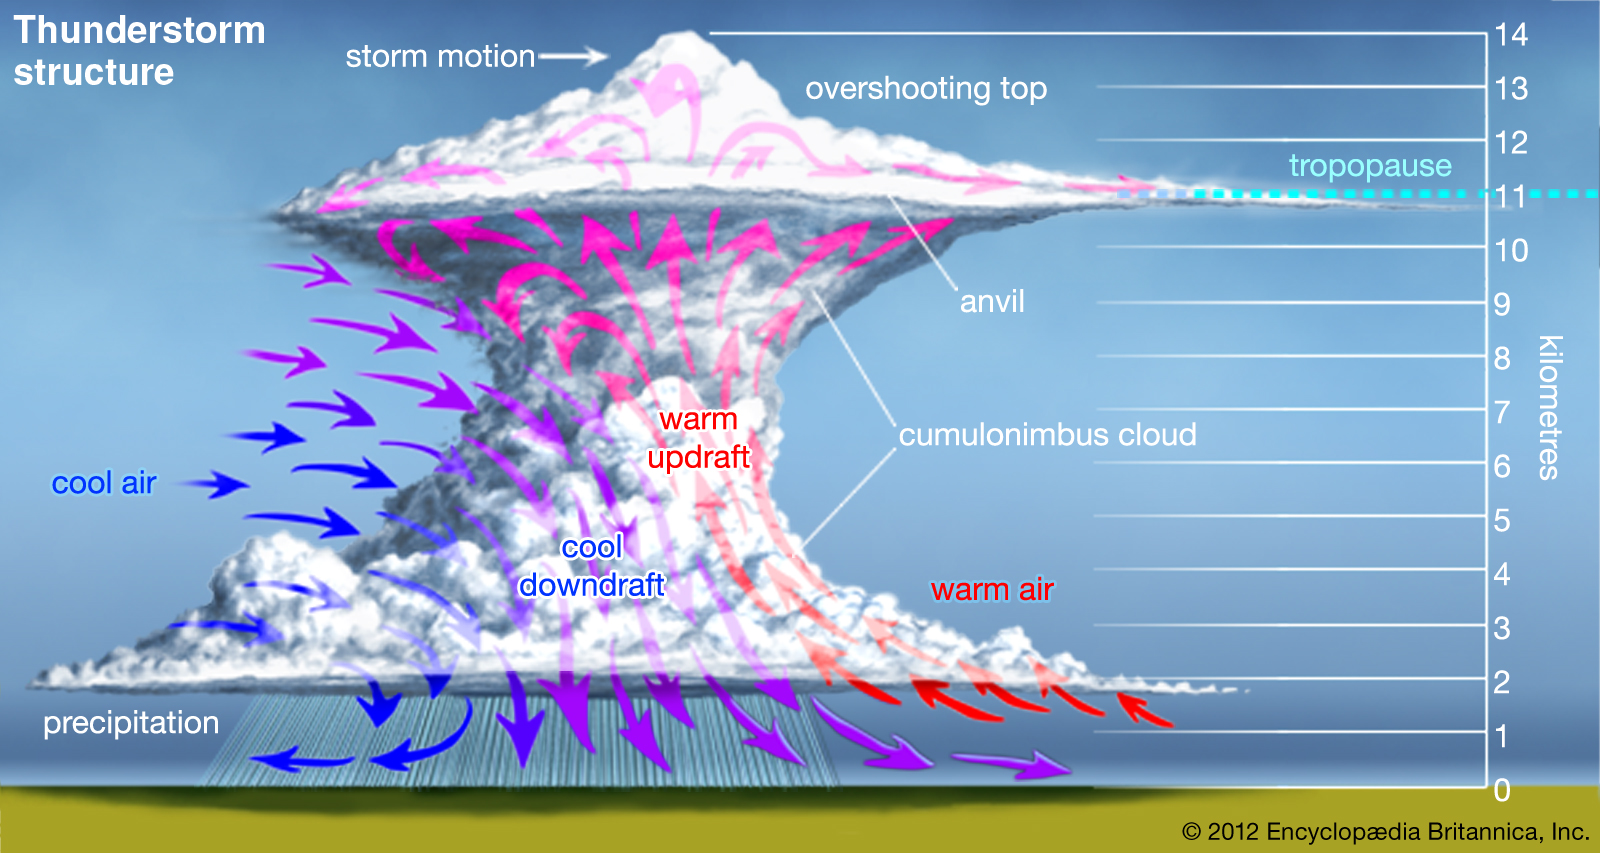 Thunderstorm
structure
storm motion
overshooting top
tropopause
anvil
cumulonimbus cloud
warm
updraft
cool air
cool
downdraft
warm air
precipitation
14
13
12
11
10
9
8
7
6
5
4
3
2
1
0
kilometres
© 2012 Encyclopædia Britannica, Inc.